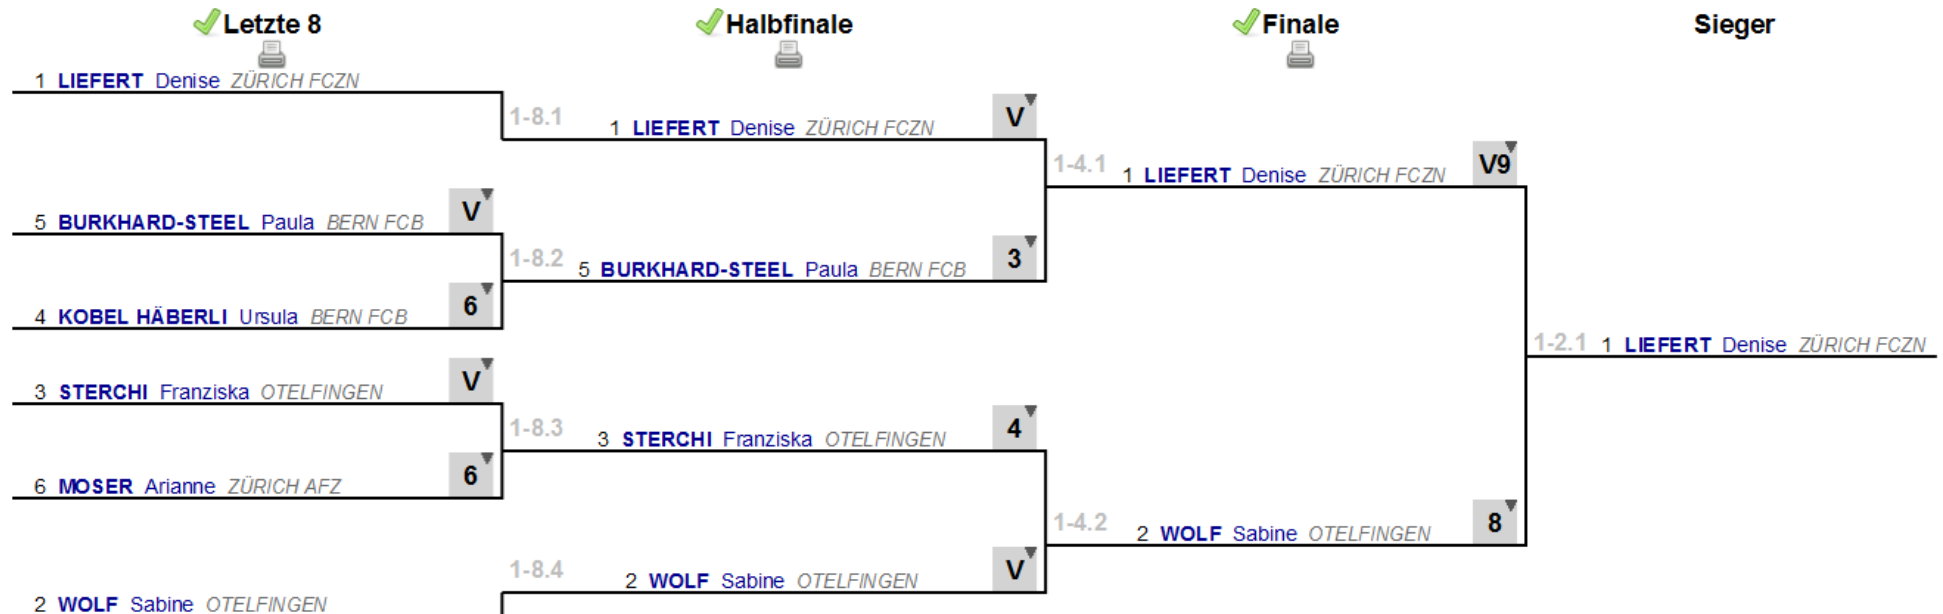 Letzte 8 Halbfinale Finale Sieger
1 LIEFERT Denise ZÜRICH FCZN
1-8.1 1 LIEFERT Denise ZÜRICH FCZN V
1-4.1 1 LIEFERT Denise ZÜRICH FCZN V9
5 BURKHARD-STEEL Paula BERN FCB V
1-8.2 5 BURKHARD-STEEL Paula BERN FCB 3
4 KOBEL HÄBERLI Ursula BERN FCB 6
1-2.1 1 LIEFERT Denise ZÜRICH FCZN
3 STERCHI Franziska OTELFINGEN V
1-8.3 3 STERCHI Franziska OTELFINGEN 4
6 MOSER Arianne ZÜRICH AFZ 6
1-4.2 2 WOLF Sabine OTELFINGEN 8
1-8.4 2 WOLF Sabine OTELFINGEN V
2 WOLF Sabine OTELFINGEN